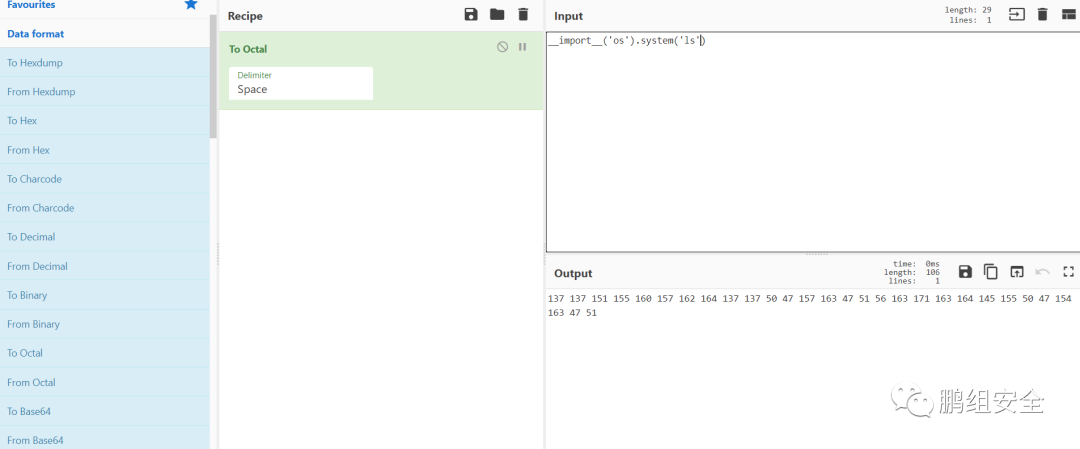 Favourites
Data format
To Hexdump
From Hexdump
To Hex
From Hex
To Charcode
From Charcode
To Decimal
From Decimal
To Binary
From Binary
To Octal
From Octal
To Base64
From Base64
Recipe
To Octal
Delimiter
Space
Input
length: 29
lines: 1
__import__('os').system('ls')
Output
time: 0ms
length: 106
lines: 1
137 137 151 155 160 157 162 164 137 137 50 47 157 163 47 51 56 163 171 163 164 145 155 50 47 154
163 47 51
鹏组安全